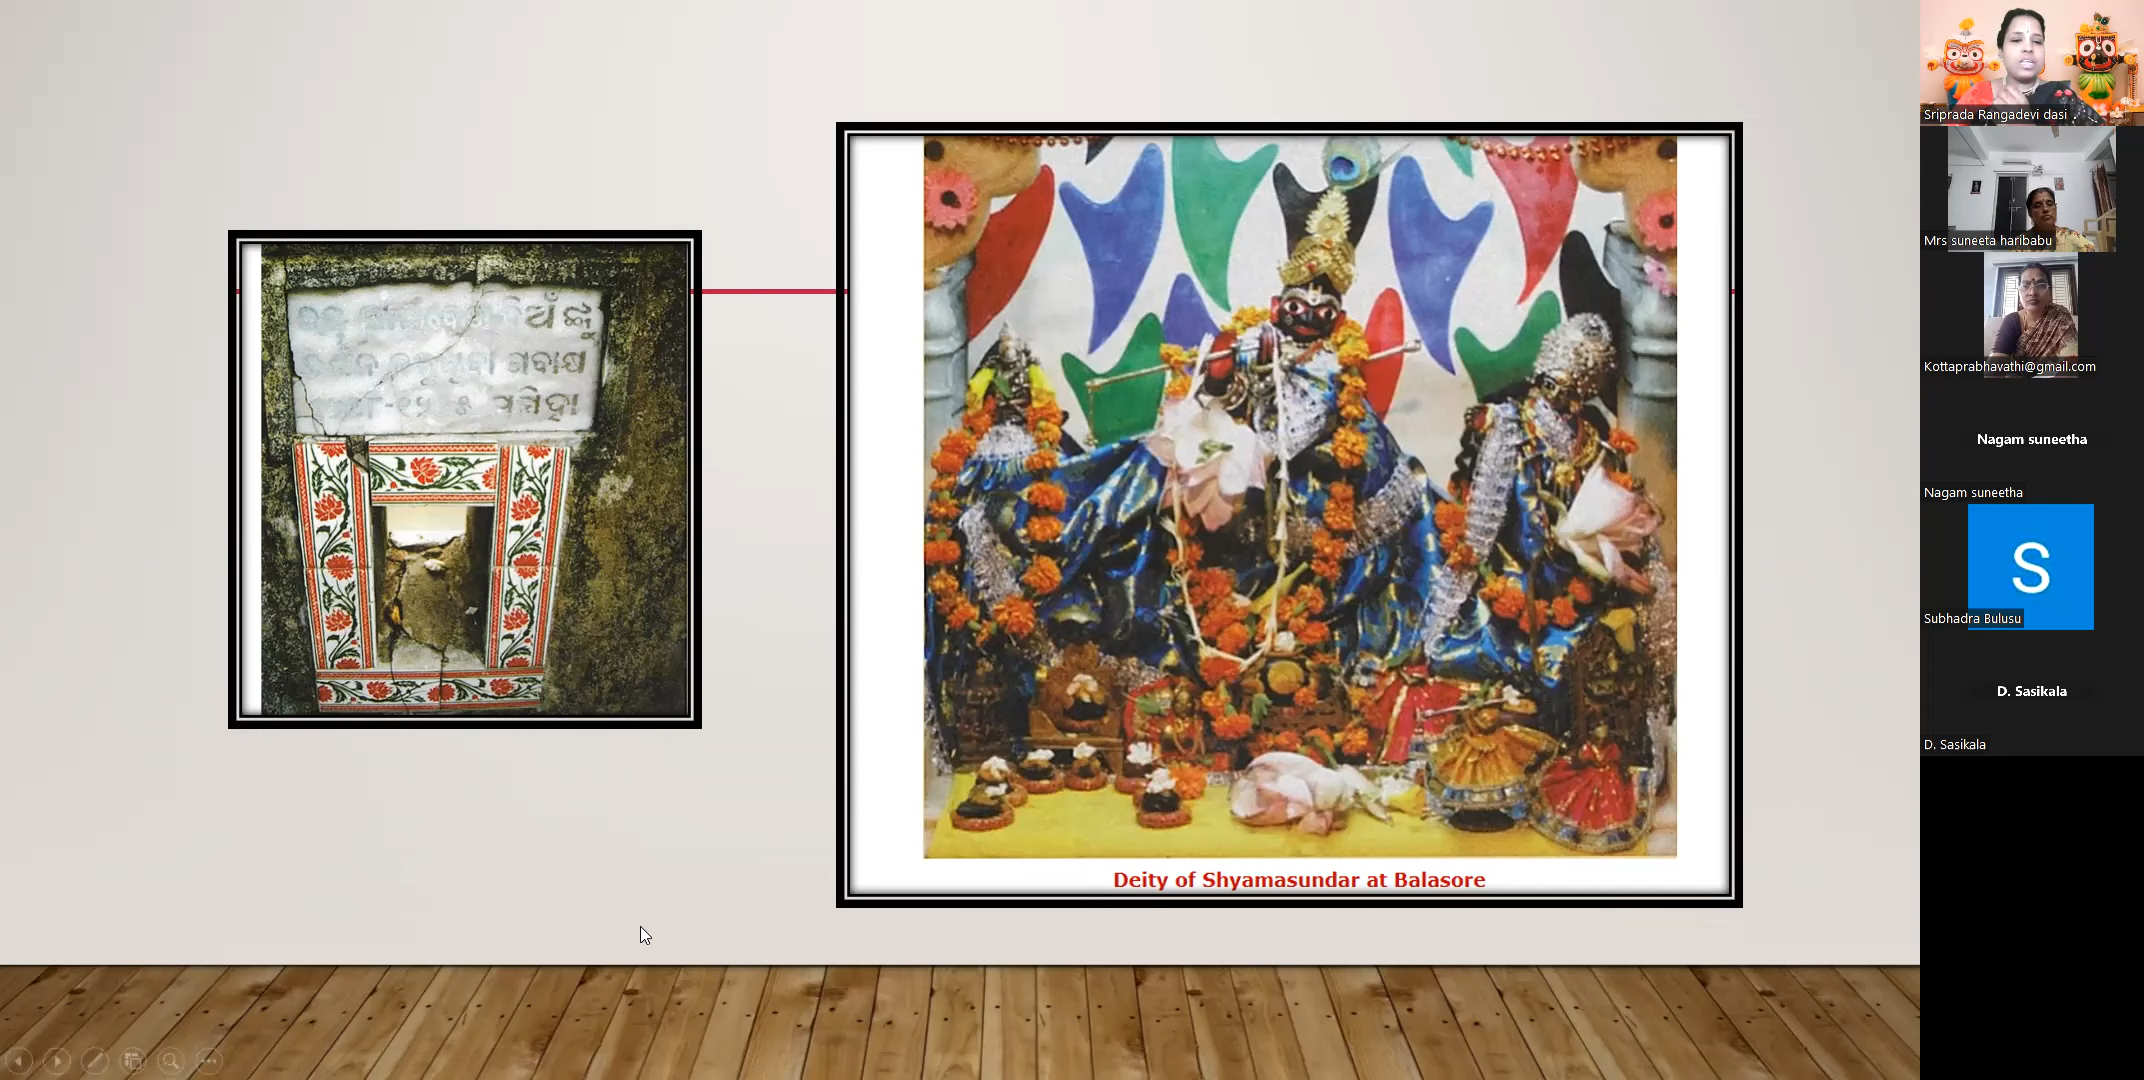 Deity of Shyamasundar at Balasore
Sriprada Rangadevi dasi
Mrs suneeta haribabu
Kottaprabhavathi@gmail.com
Nagam suneetha
Nagam suneetha
S
Subhadra Bulusu
D. Sasikala
D. Sasikala